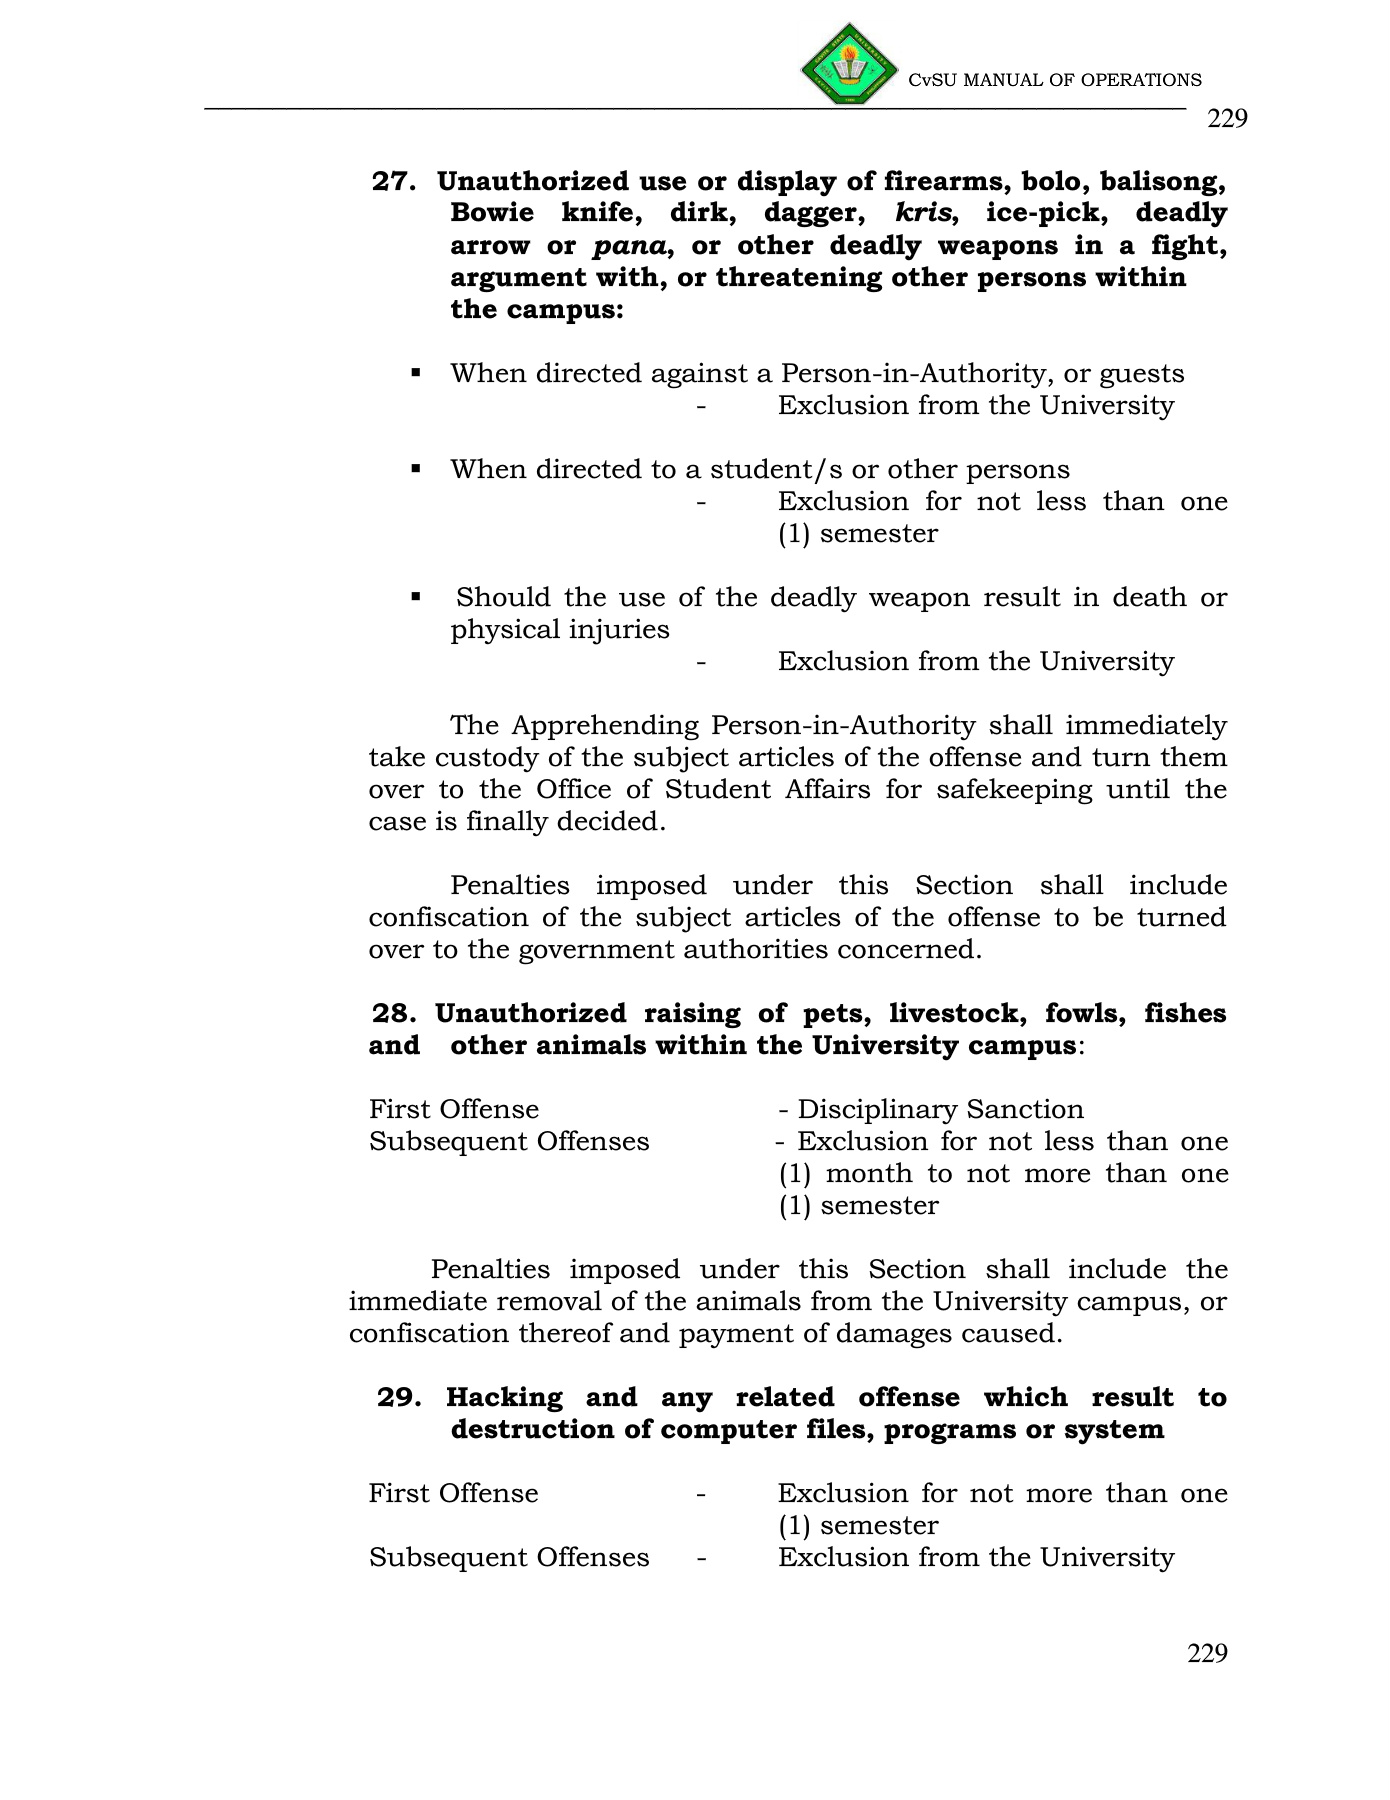 CvSU MANUAL OF OPERATIONS
229
27. Unauthorized use or display of firearms, bolo, balisong,
Bowie knife, dirk, dagger, kris, ice-pick, deadly
arrow or pana, or other deadly weapons in a fight,
argument with, or threatening other persons within
the campus:
▪ When directed against a Person-in-Authority, or guests
- Exclusion from the University
▪ When directed to a student/s or other persons
- Exclusion for not less than one
(1) semester
▪ Should the use of the deadly weapon result in death or
physical injuries
- Exclusion from the University
The Apprehending Person-in-Authority shall immediately
take custody of the subject articles of the offense and turn them
over to the Office of Student Affairs for safekeeping until the
case is finally decided.
Penalties imposed under this Section shall include
confiscation of the subject articles of the offense to be turned
over to the government authorities concerned.
28. Unauthorized raising of pets, livestock, fowls, fishes
and other animals within the University campus:
First Offense - Disciplinary Sanction
Subsequent Offenses - Exclusion for not less than one
(1) month to not more than one
(1) semester
Penalties imposed under this Section shall include the
immediate removal of the animals from the University campus, or
confiscation thereof and payment of damages caused.
29. Hacking and any related offense which result to
destruction of computer files, programs or system
First Offense - Exclusion for not more than one
(1) semester
Subsequent Offenses - Exclusion from the University
229